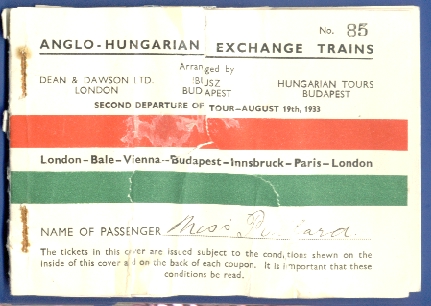 No. 85
ANGLO-HUNGARIAN EXCHANGE TRAINS
Arranged by
DEAN & DAWSON LTD. IBUSZ HUNGARIAN TOURS
LONDON BUDAPEST BUDAPEST
SECOND DEPARTURE OF TOUR—AUGUST 19th, 1933
London-Bale-Vienna-Budapest-Innsbruck-Paris-London
NAME OF PASSENGER Miss
The tickets in this cover are issued subject to the conditions shewn on the
inside of this cover and on the back of each coupon. It is important that these
conditions be read.